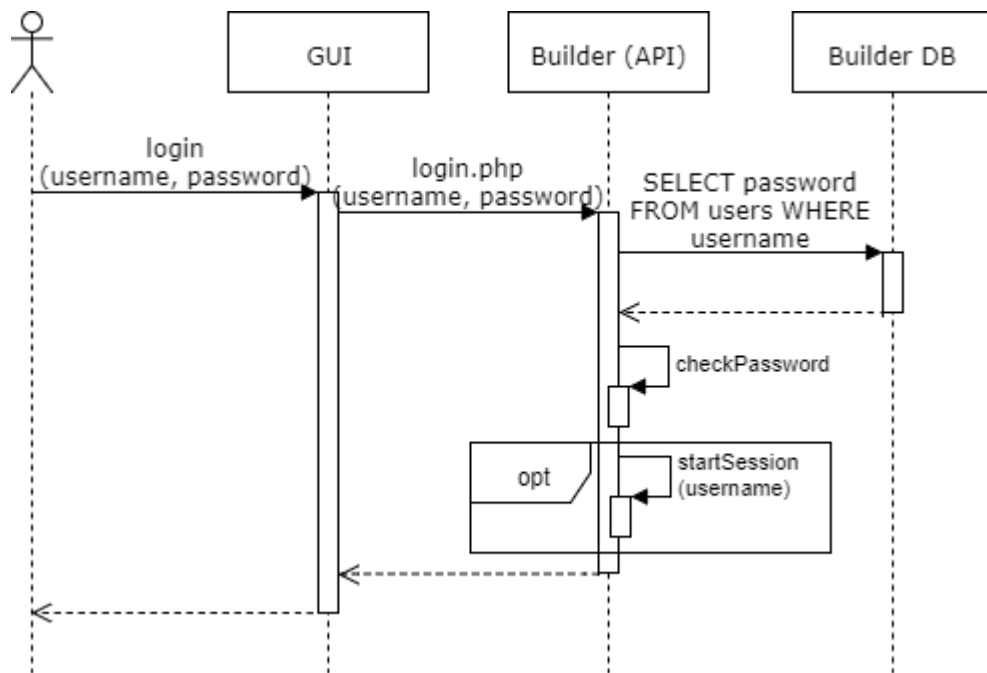 GUI
Builder (API)
Builder DB
login
(username, password)
login.php
(username, password)
SELECT password
FROM users WHERE
username
checkPassword
opt
startSession
(username)